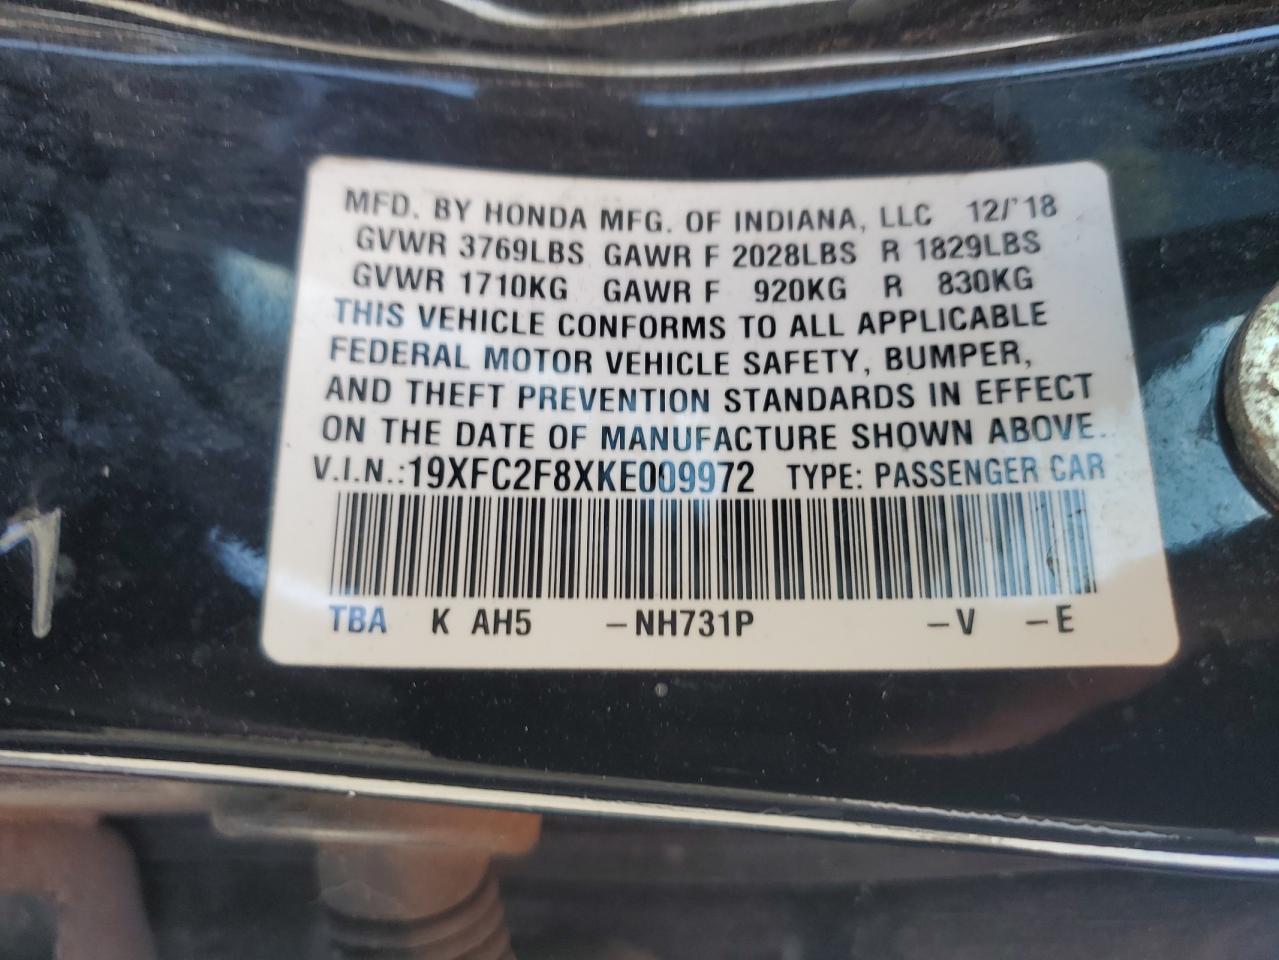 MFD. BY HONDA MFG. OF INDIANA, LLC 12/'18
GVWR 3769LBS GAWR F 2028LBS R 1829LBS
GVWR 1710KG GAWR F 920KG R 830KG
THIS VEHICLE CONFORMS TO ALL APPLICABLE
FEDERAL MOTOR VEHICLE SAFETY, BUMPER,
AND THEFT PREVENTION STANDARDS IN EFFECT
ON THE DATE OF MANUFACTURE SHOWN ABOVE.
V.I.N.:19XFC2F8XKE009972 TYPE: PASSENGER CAR
TBA K AH5 –NH731P –V –E